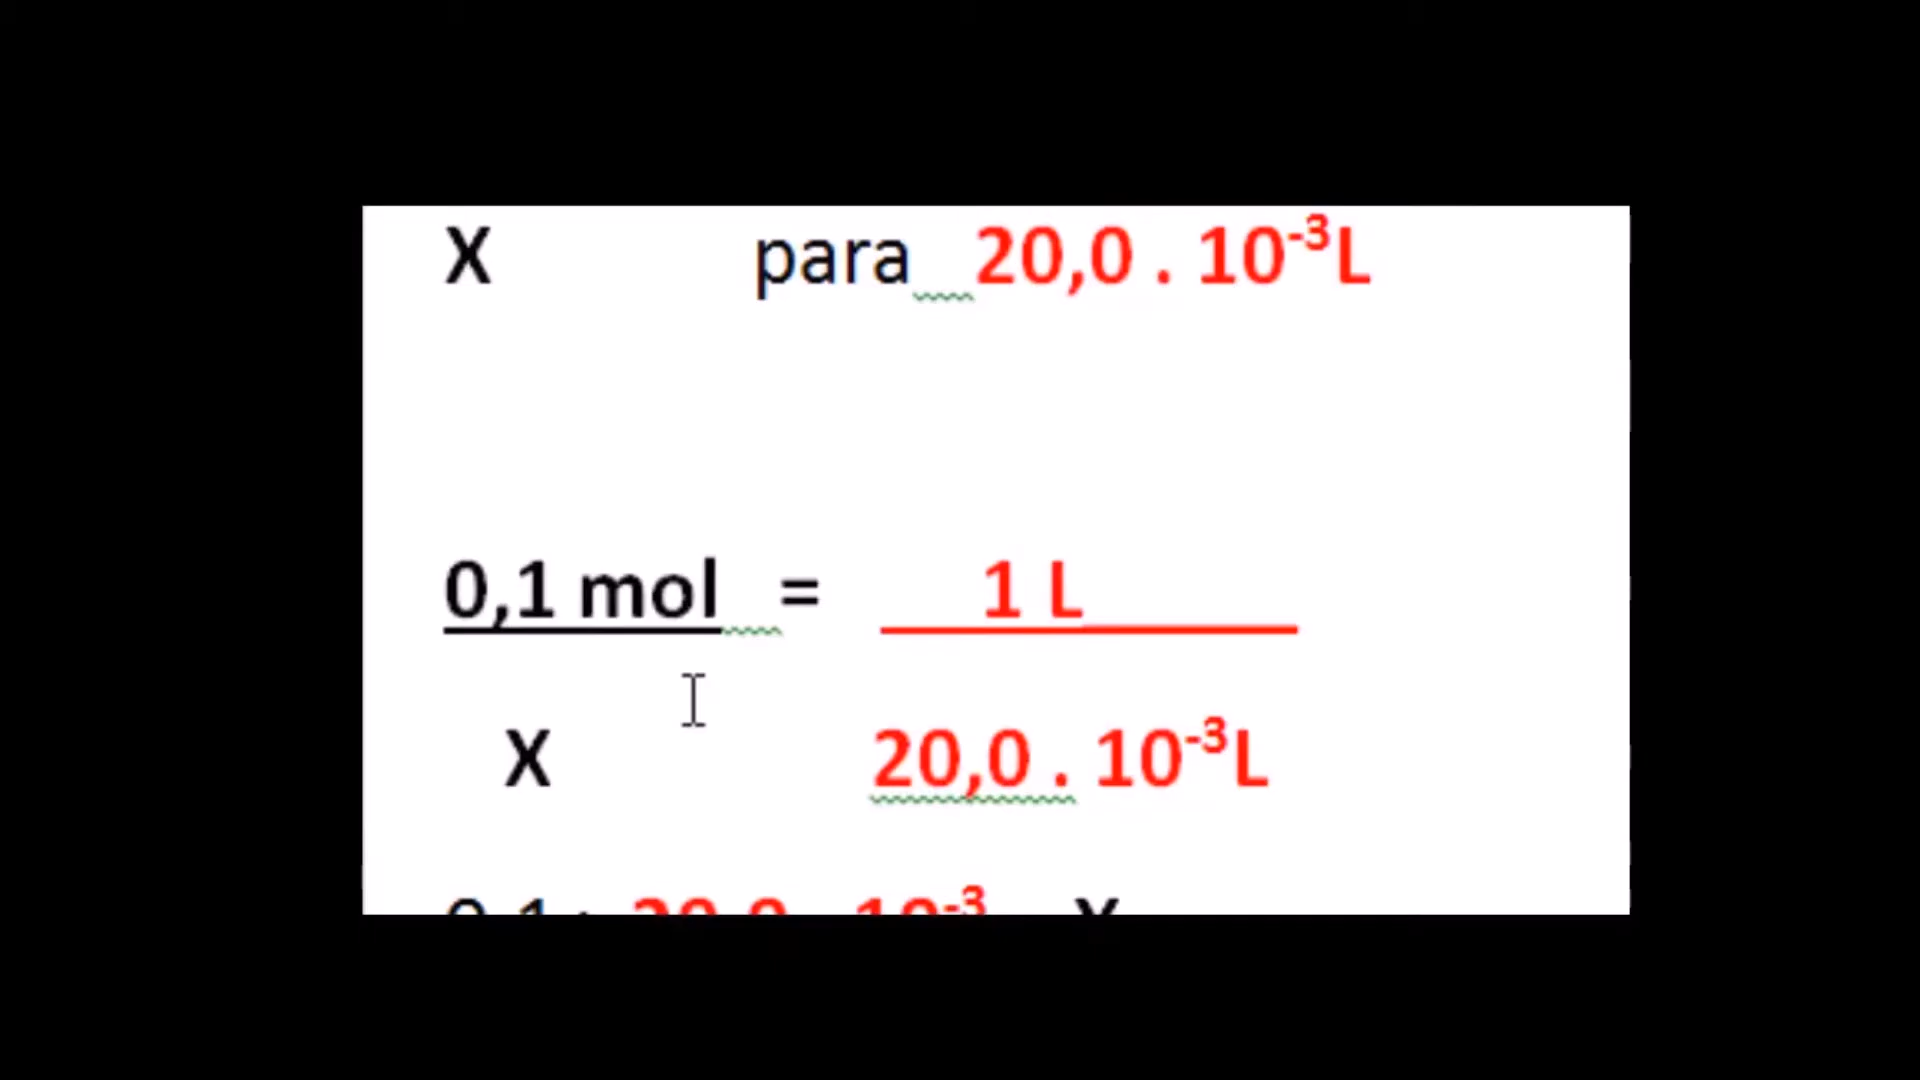 X para 20,0 . 10⁻³L
0,1 mol = 1 L
X 20,0 . 10⁻³L